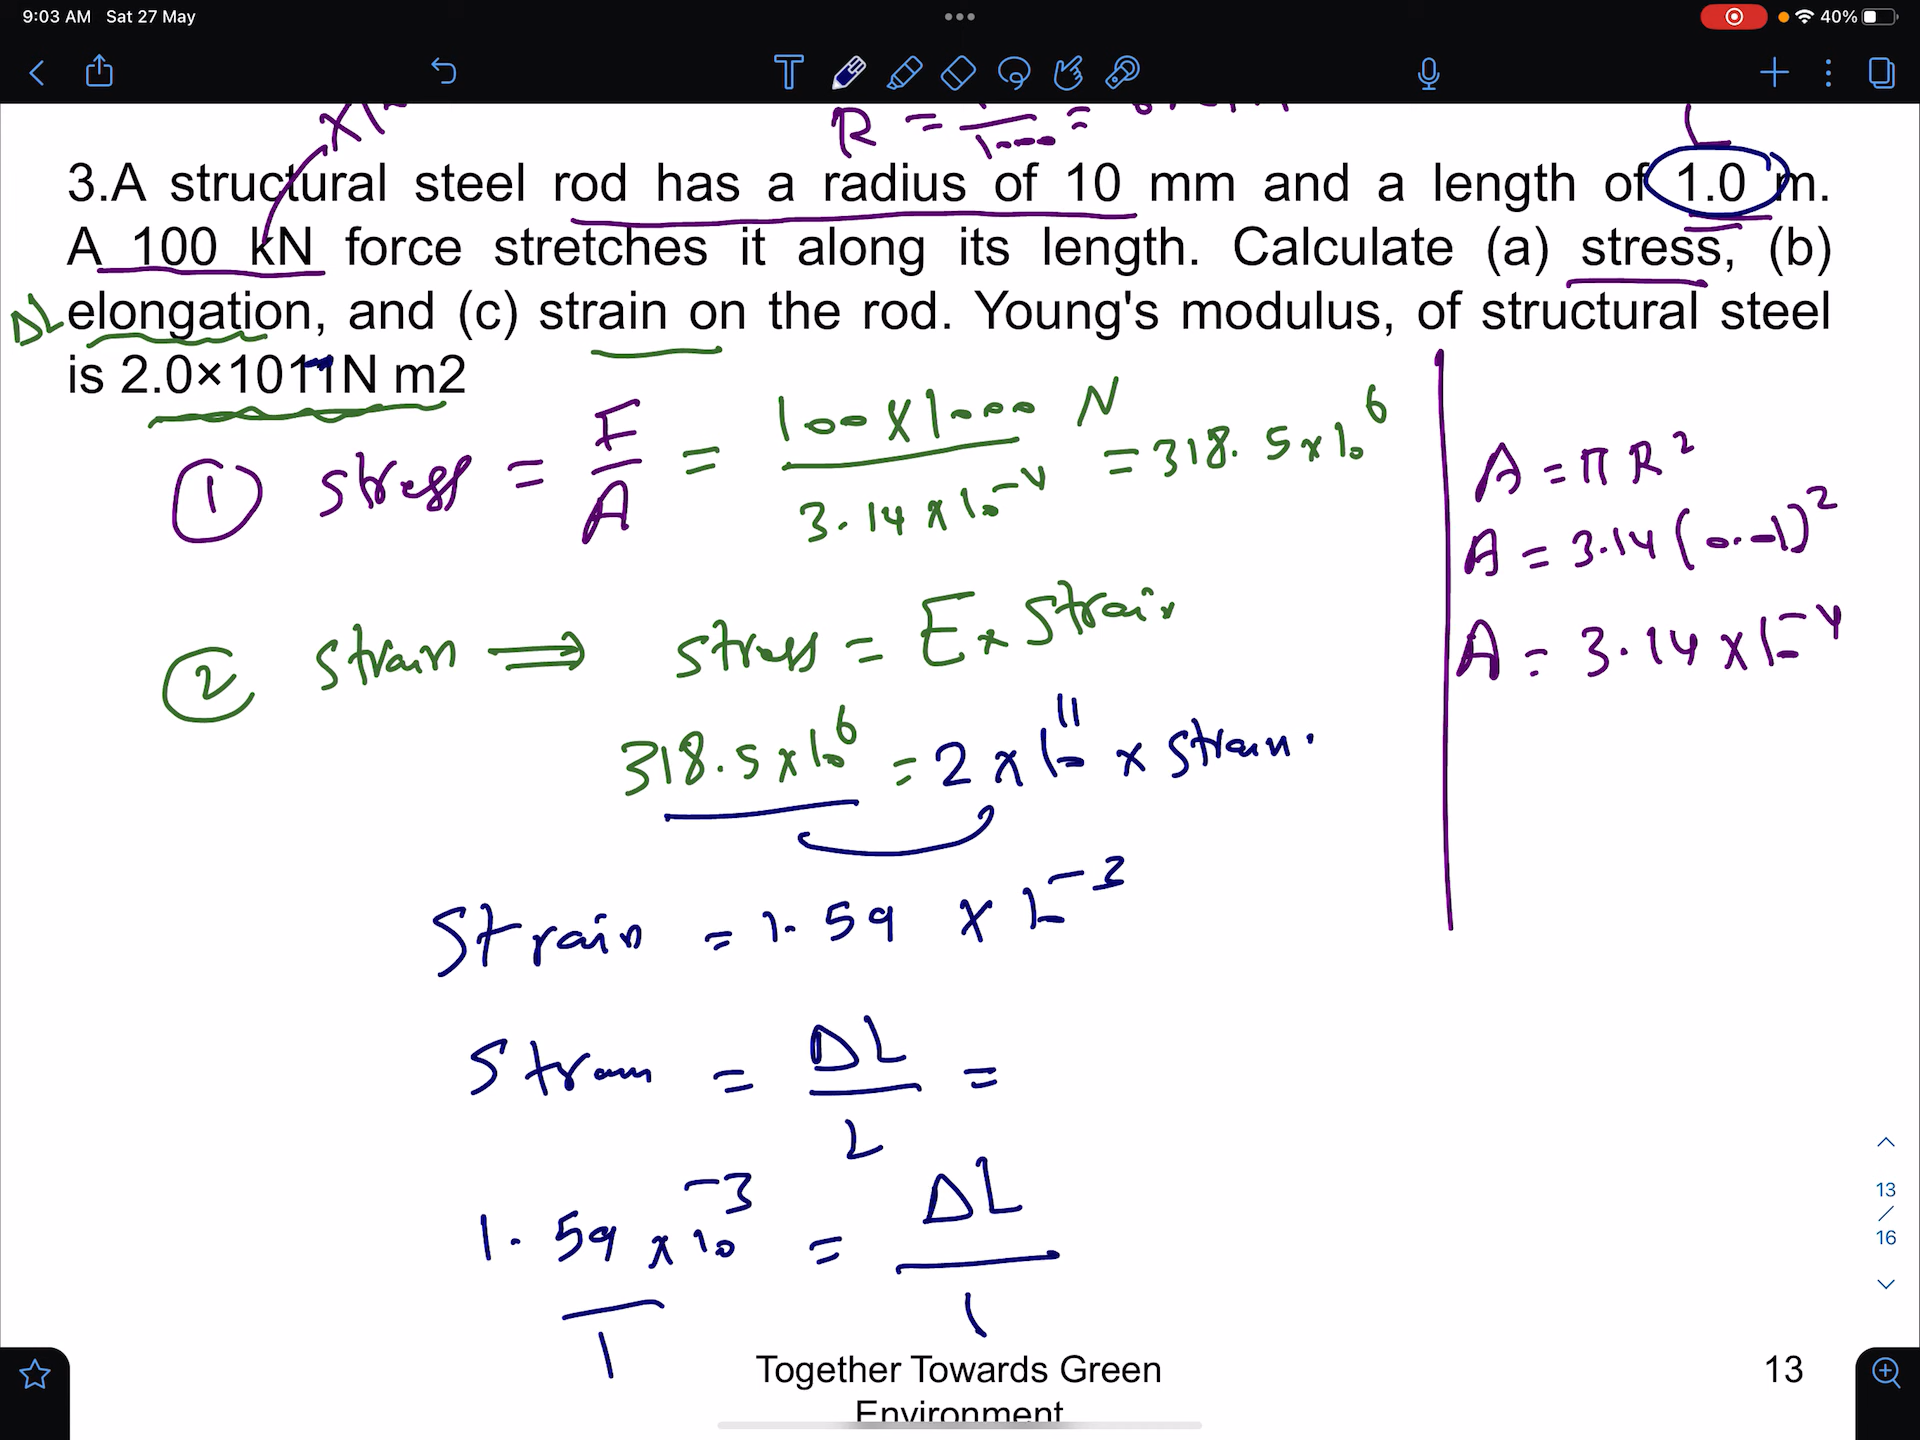 9:03 AM Sat 27 May
40%
T
R =
3.A structural steel rod has a radius of 10 mm and a length of 1.0 m.
A 100 kN force stretches it along its length. Calculate (a) stress, (b)
ΔL elongation, and (c) strain on the rod. Young's modulus, of structural steel
is 2.0×1011N m2
① stress = F/A = 100 x 1000 N / 3.14 x 10⁻⁴ = 318.5 x 10⁶
A = π R²
A = 3.14 (0.01)²
A = 3.14 x 10⁻⁴
② strain ⟹ stress = E x strain
318.5 x 10⁶ = 2 x 10¹¹ x strain.
Strain = 1.59 x 10⁻³
Strain = ΔL / L =
1.59 x 10⁻³ / 1 = ΔL / 1
13
/
16
Together Towards Green
Environment
13